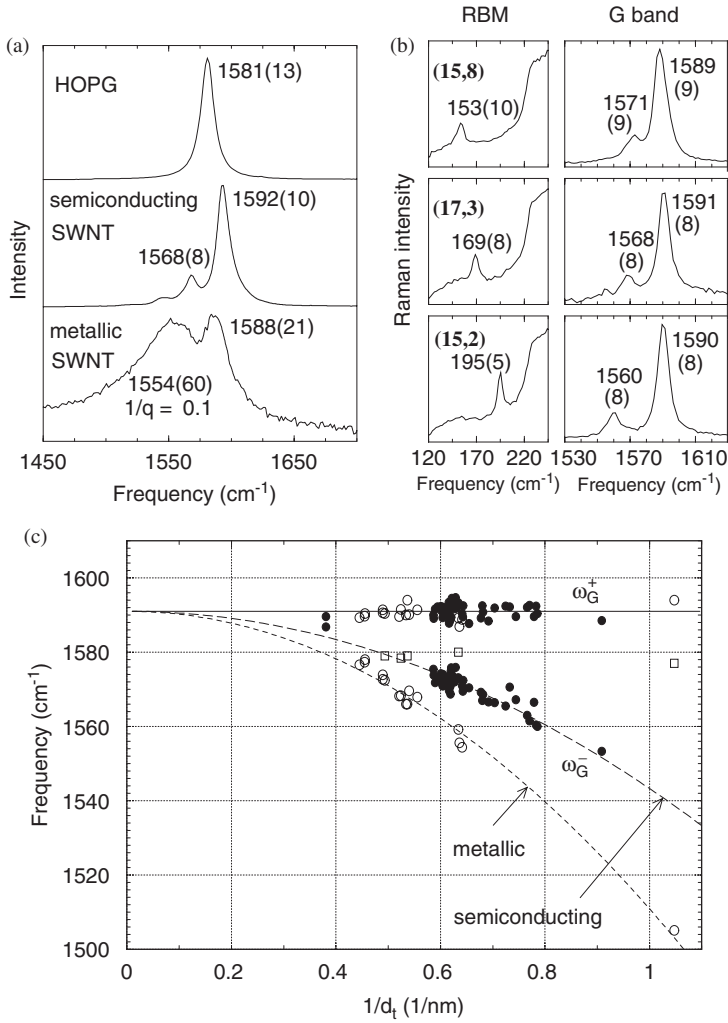 (a)
HOPG
1581(13)
semiconducting
SWNT
1592(10)
1568(8)
metallic
SWNT
1588(21)
1554(60)
1/q = 0.1
Intensity
1450 1550 1650
Frequency (cm-1)
(b)
RBM
G band
Raman intensity
(15,8)
153(10)
1589
(9)
1571
(9)
(17,3)
169(8)
1591
(8)
1568
(8)
(15,2)
195(5)
1590
(8)
1560
(8)
120 170 220
1530 1570 1610
Frequency (cm-1)
Frequency (cm-1)
(c)
1600
1580
1560
1540
1520
1500
Frequency (cm-1)
ωG+
ωG−
metallic
semiconducting
0 0.2 0.4 0.6 0.8 1
1/dt (1/nm)